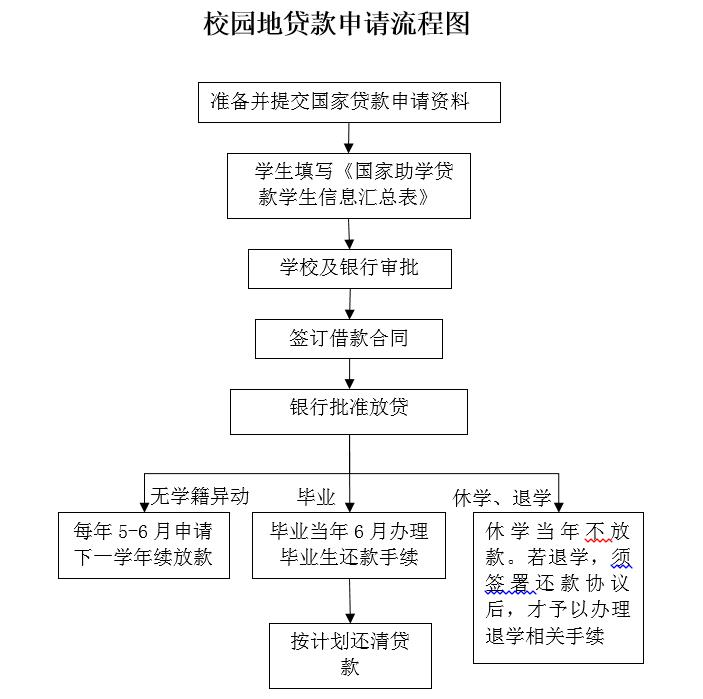 校园地贷款申请流程图
准备并提交国家贷款申请资料
学生填写《国家助学贷
款学生信息汇总表》
学校及银行审批
签订借款合同
银行批准放贷
无学籍异动
毕业
休学、退学
每年 5-6 月申请
下一学年续放款
毕业当年 6 月办理
毕业生还款手续
休学当年不放
款。若退学，须
签署还款协议
后，才予以办理
退学相关手续
按计划还清贷
款